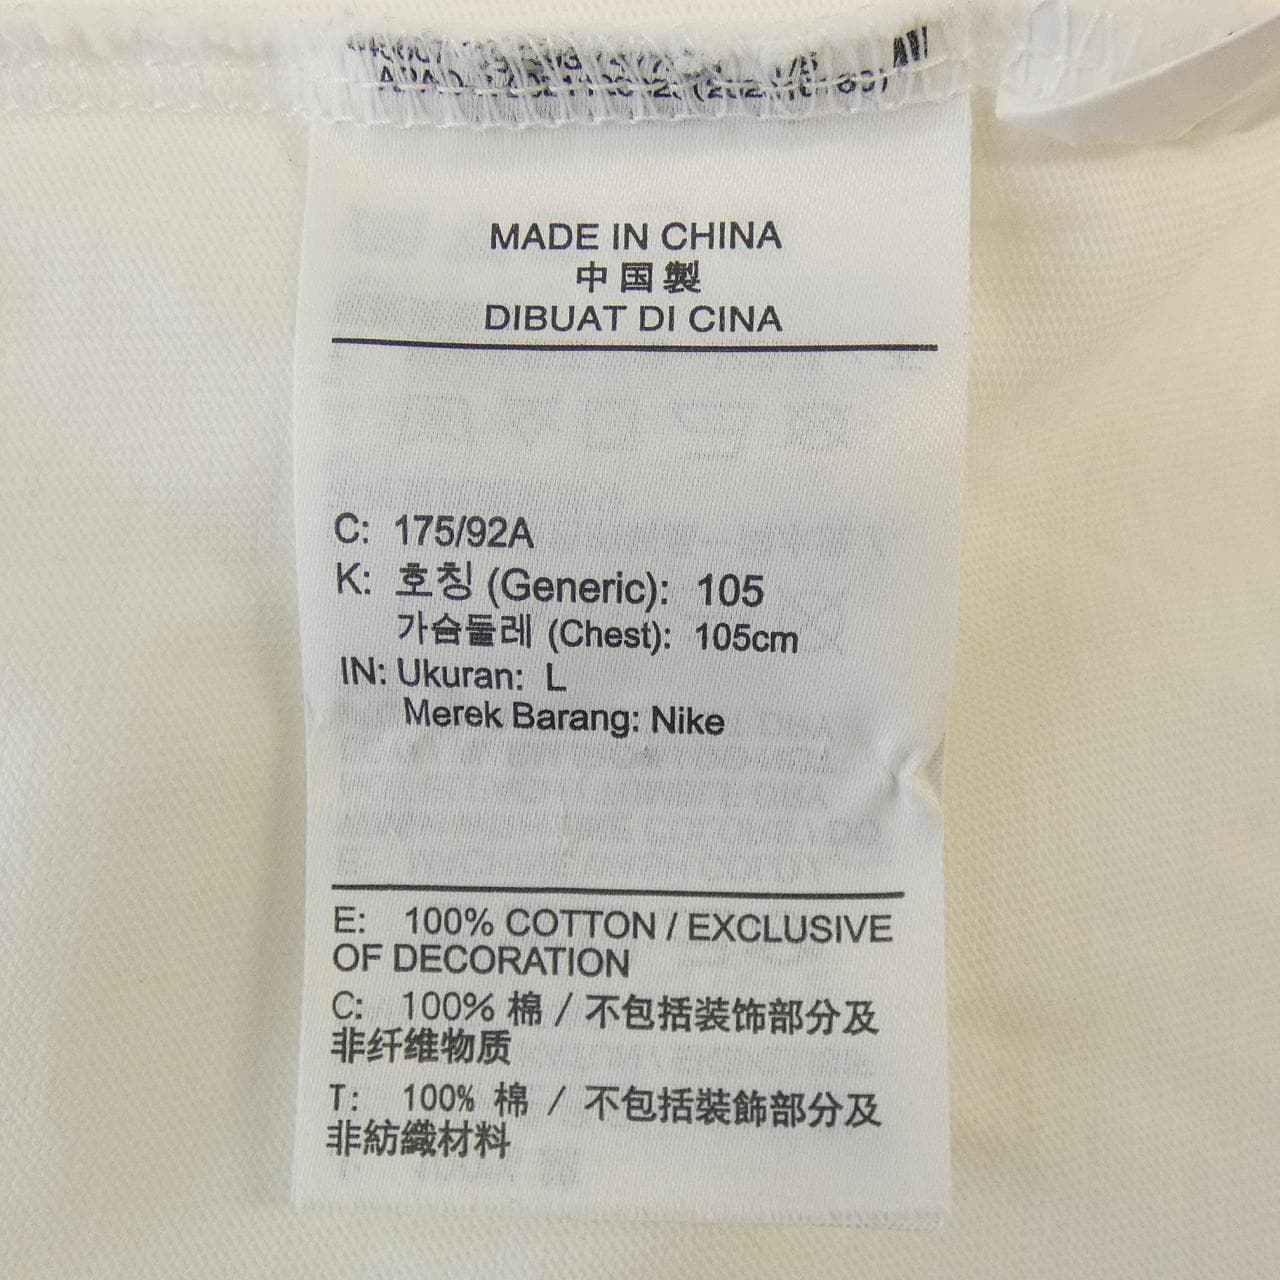 MADE IN CHINA
中国製
DIBUAT DI CINA
C: 175/92A
K: 호칭 (Generic): 105
가슴둘레 (Chest): 105cm
IN: Ukuran: L
Merek Barang: Nike
E: 100% COTTON / EXCLUSIVE
OF DECORATION
C: 100% 棉 / 不包括装饰部分及
非纤维物质
T: 100% 棉 / 不包括裝飾部分及
非紡織材料